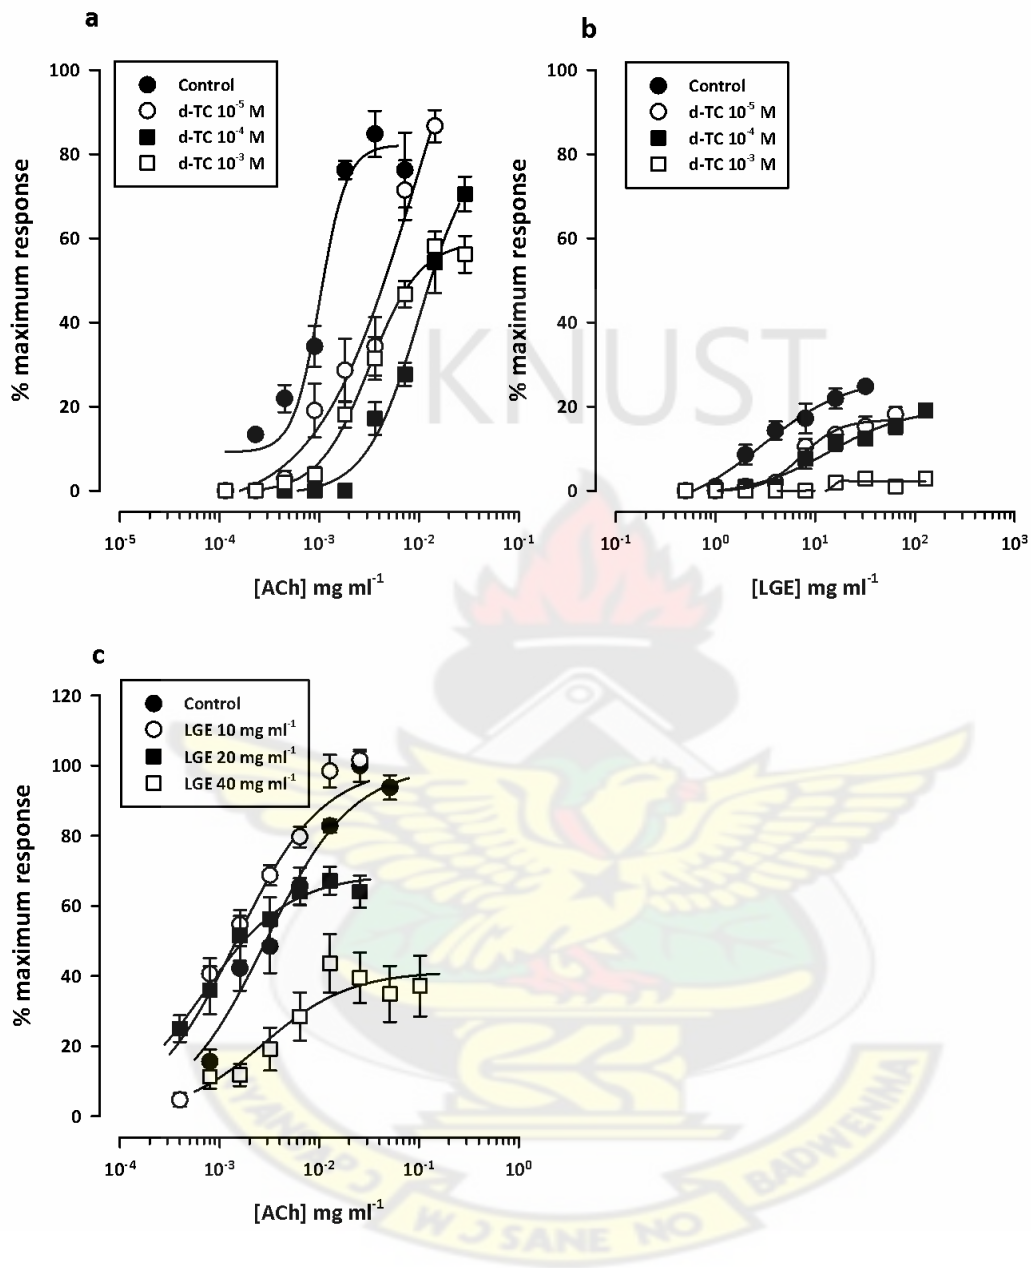 a
100
80
60
40
20
0
% maximum response
Control
d-TC 10⁻⁵ M
d-TC 10⁻⁴ M
d-TC 10⁻³ M
10⁻⁵ 10⁻⁴ 10⁻³ 10⁻² 10⁻¹
[ACh] mg ml⁻¹
b
100
80
60
40
20
0
% maximum response
Control
d-TC 10⁻⁵ M
d-TC 10⁻⁴ M
d-TC 10⁻³ M
10⁻¹ 10⁰ 10¹ 10² 10³
[LGE] mg ml⁻¹
KNUST
c
120
100
80
60
40
20
0
% maximum response
Control
LGE 10 mg ml⁻¹
LGE 20 mg ml⁻¹
LGE 40 mg ml⁻¹
10⁻⁴ 10⁻³ 10⁻² 10⁻¹ 10⁰
[ACh] mg ml⁻¹
W Ɔ SANE NO
BADWENMA